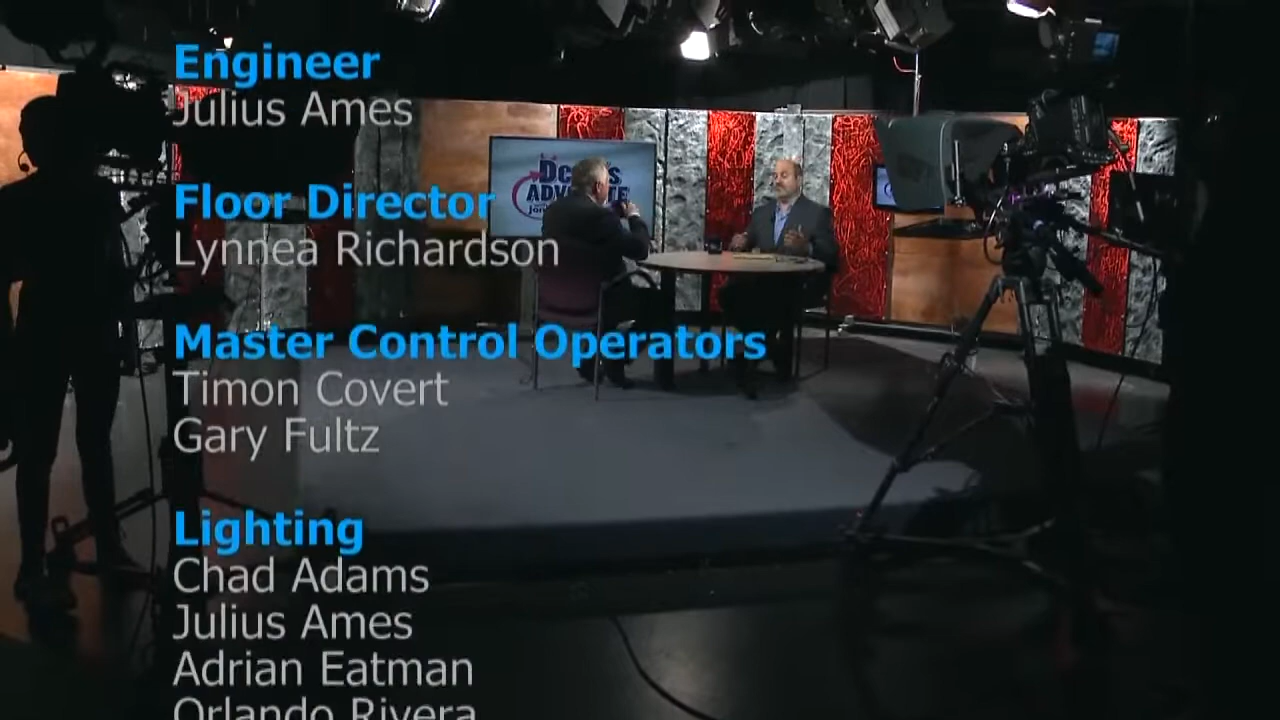 Engineer
Julius Ames
Floor Director
Lynnea Richardson
Master Control Operators
Timon Covert
Gary Fultz
Lighting
Chad Adams
Julius Ames
Adrian Eatman
Orlando Rivera